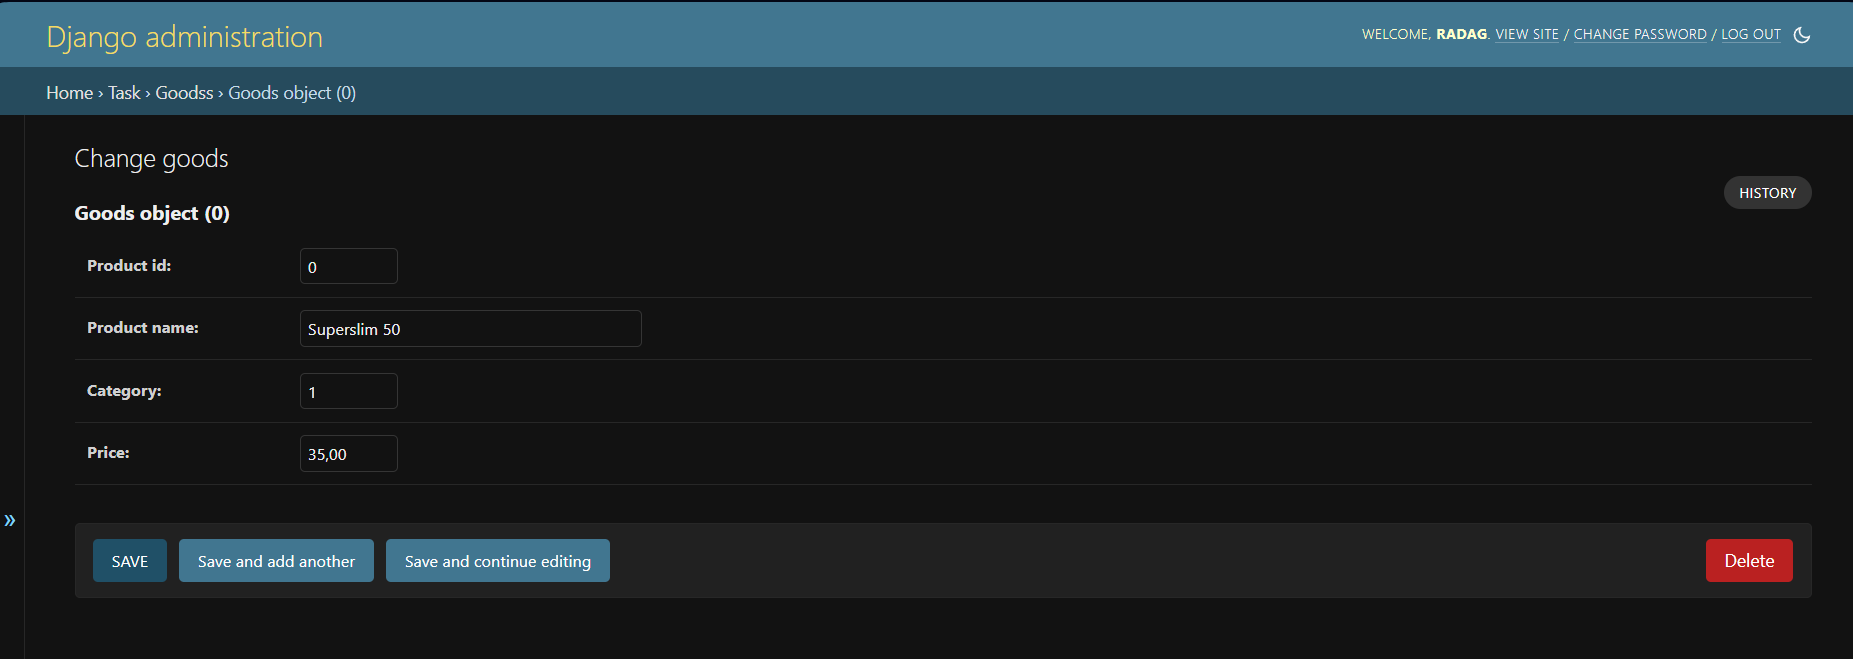 Django administration
WELCOME, RADAG. VIEW SITE / CHANGE PASSWORD / LOG OUT
Home › Task › Goodss › Goods object (0)
Change goods
HISTORY
Goods object (0)
Product id: 0
Product name: Superslim 50
Category: 1
Price: 35,00
»
SAVE Save and add another Save and continue editing Delete